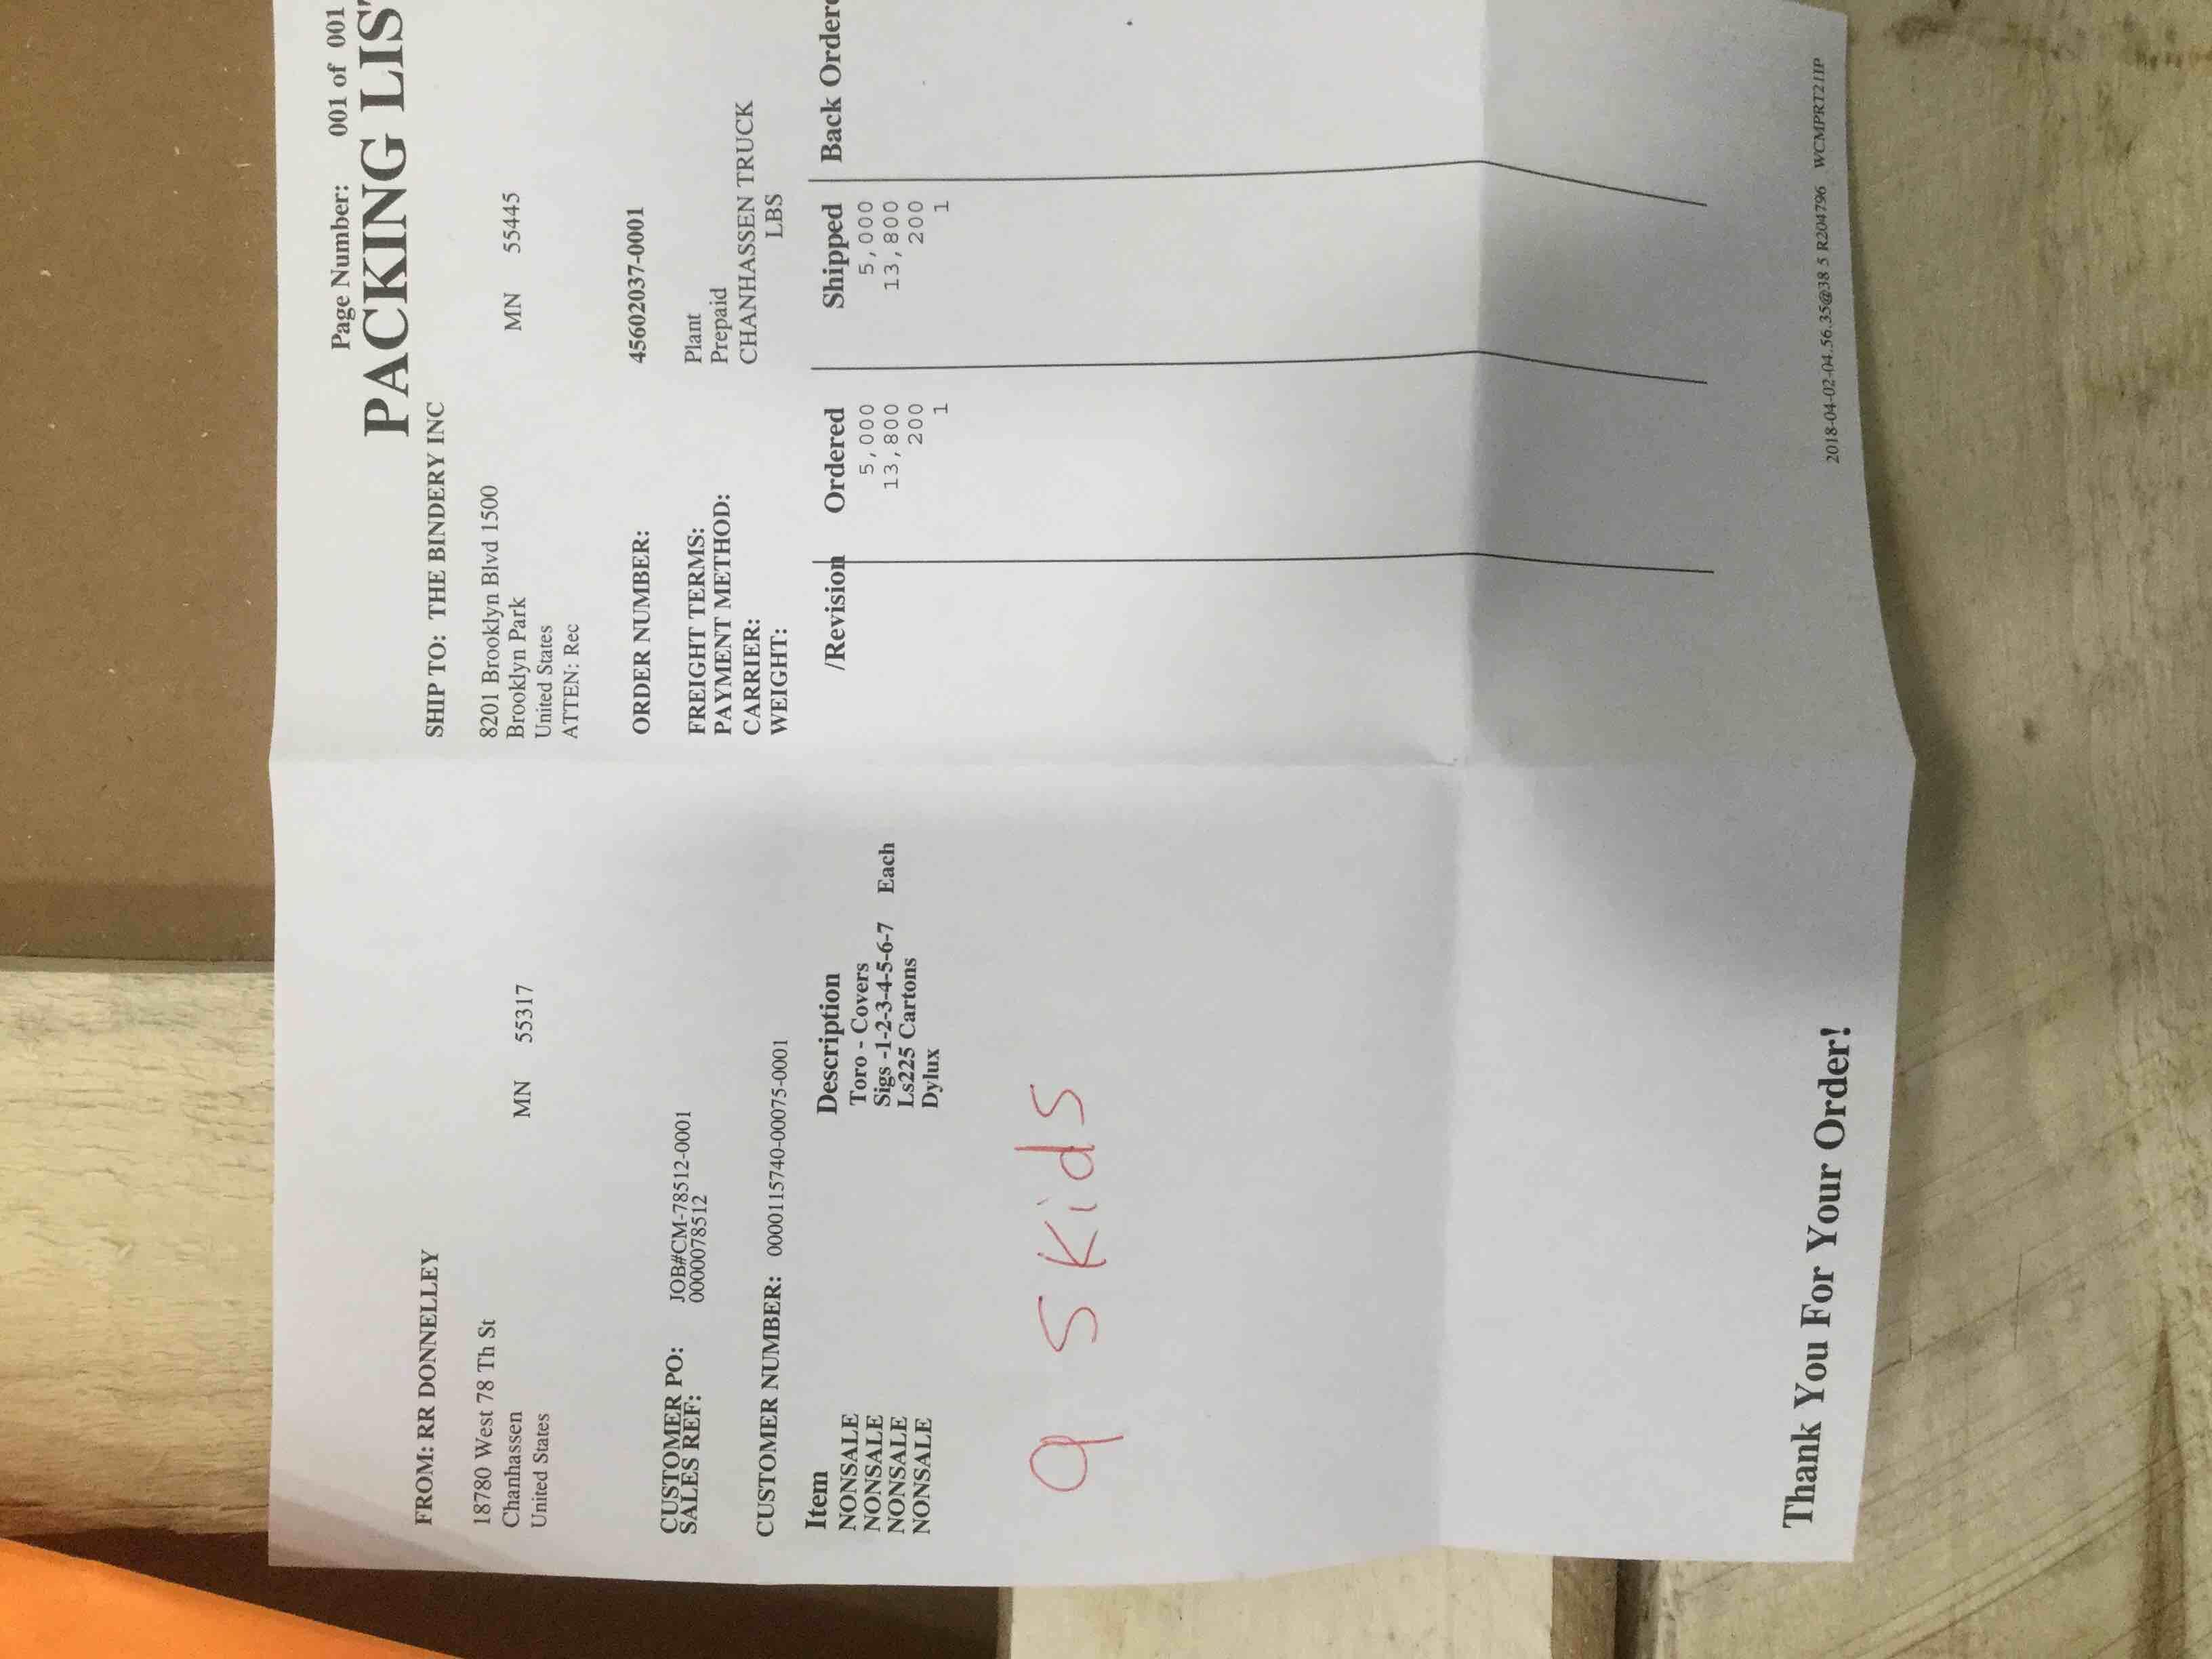 Page Number: 001 of 001
PACKING LIS
FROM: RR DONNELLEY
18780 West 78 Th St
Chanhassen MN 55317
United States
SHIP TO: THE BINDERY INC
8201 Brooklyn Blvd 1500
Brooklyn Park MN 55445
United States
ATTEN: Rec
CUSTOMER PO: JOB#CM-78512-0001
SALES REF: 0000078512
CUSTOMER NUMBER: 0000115740-00075-0001
ORDER NUMBER: 45602037-0001
FREIGHT TERMS: Plant
PAYMENT METHOD: Prepaid
CARRIER: CHANHASSEN TRUCK
WEIGHT: LBS
Item Description /Revision Ordered Shipped Back Ordere
NONSALE Toro - Covers 5,000 5,000
NONSALE Sigs -1-2-3-4-5-6-7 Each 13,800 13,800
NONSALE Ls225 Cartons 200 200
NONSALE Dylux 1 1
9 skids
Thank You For Your Order!
2018-04-02-04.56.35@38 5 R204796 WCMPRT21IP